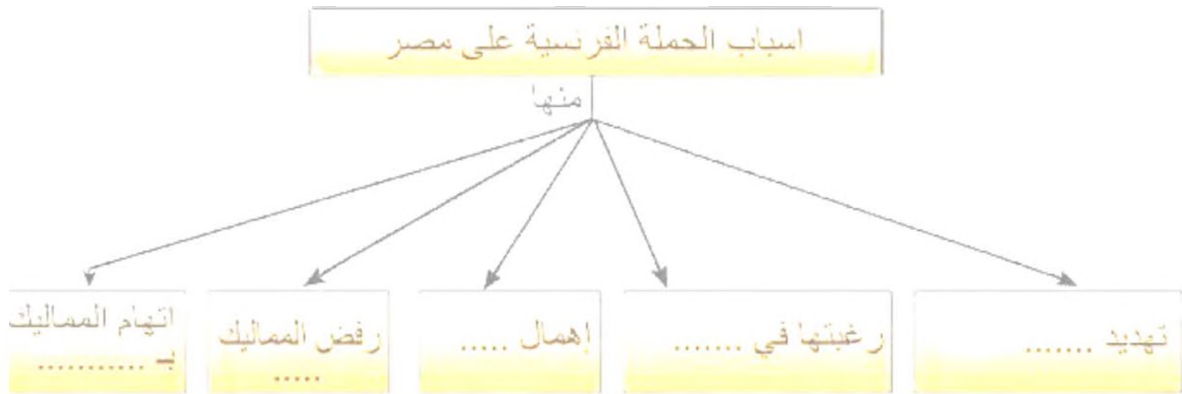 اسباب الحملة الفرنسية على مصر
منها
تهديد .......
رغبتها في .......
إهمال .....
رفض المماليك
.....
اتهام المماليك
بـ ...........